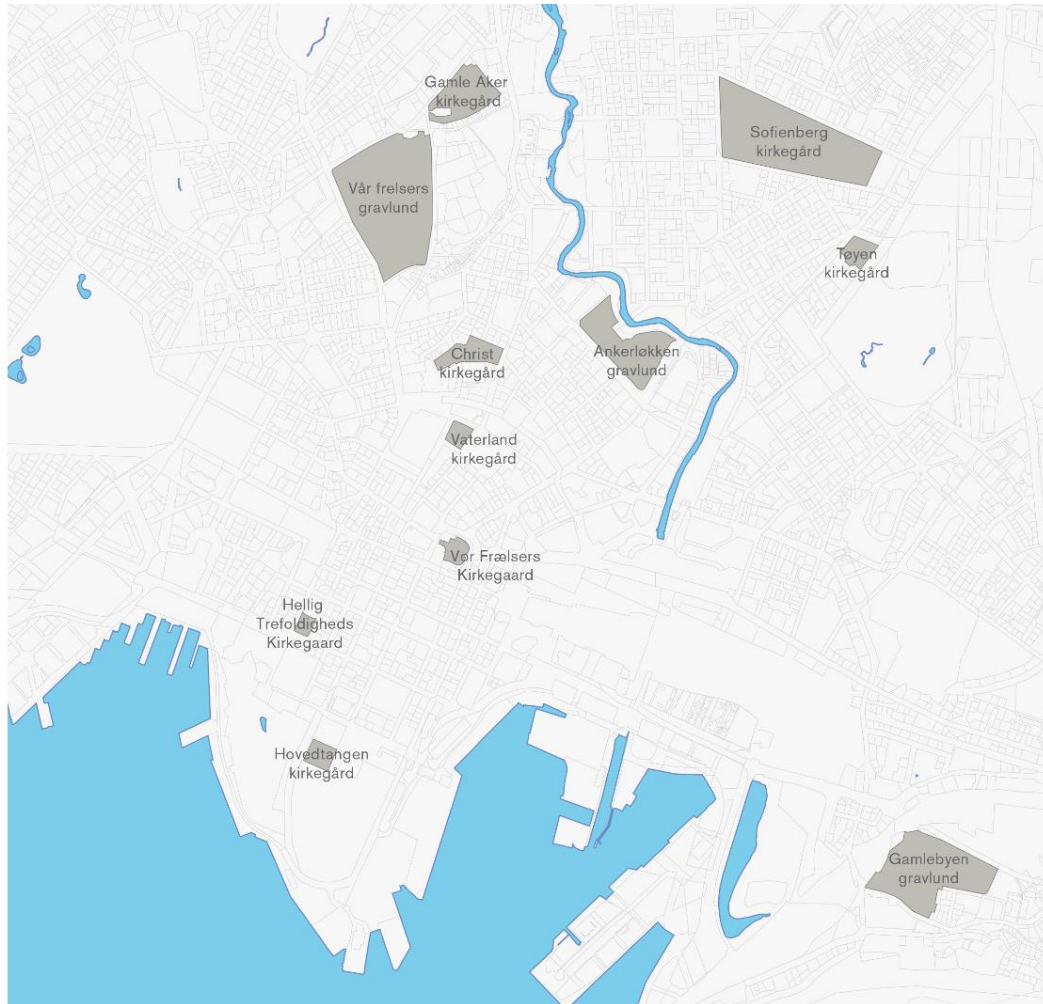 Gamle Aker
kirkegård
Sofienberg
kirkegård
Vår frelsers
gravlund
Tøyen
kirkegård
Christ
kirkegård
Ankerløkken
gravlund
Vaterland
kirkegård
Vor Frælsers
Kirkegaard
Hellig
Trefoldigheds
Kirkegaard
Hovedtangen
kirkegård
Gamlebyen
gravlund